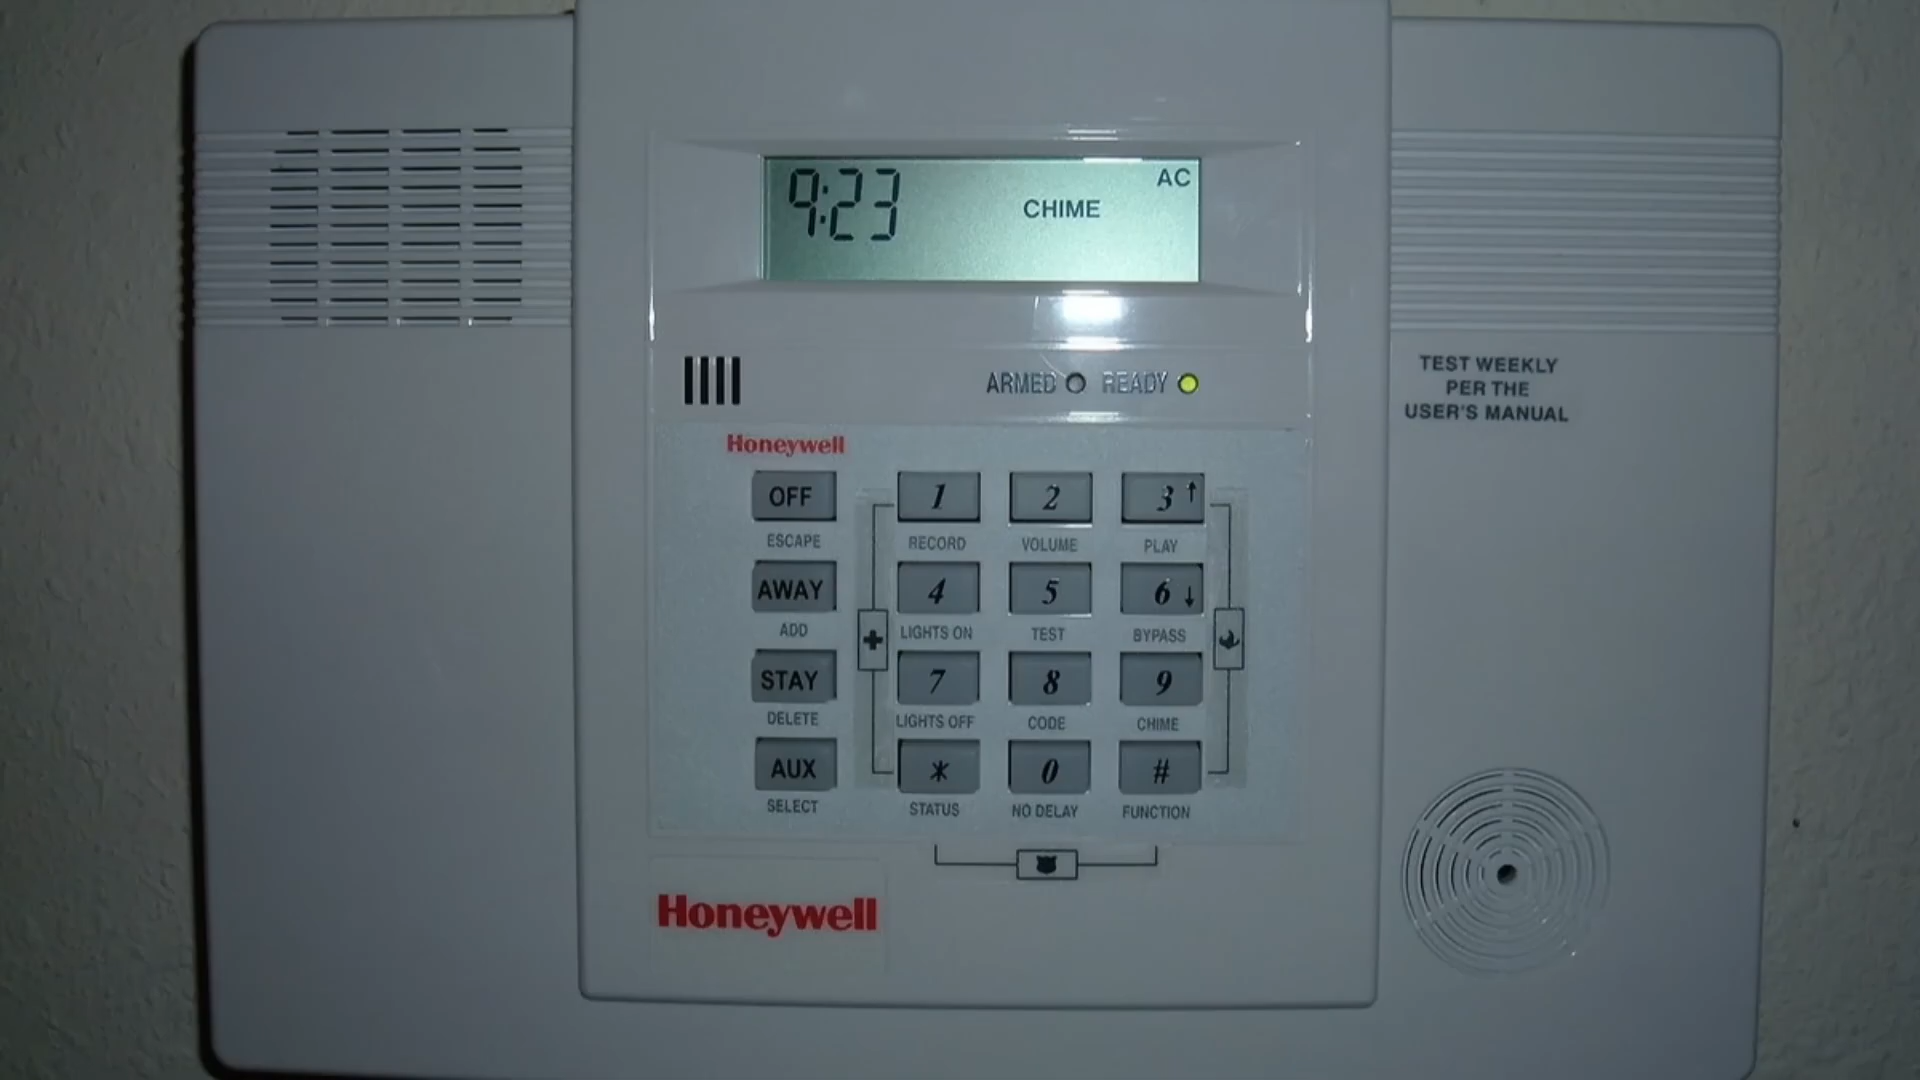 9:23
AC
CHIME
ARMED READY
TEST WEEKLY
PER THE
USER'S MANUAL
Honeywell
OFF 1 2 3 ↑
ESCAPE RECORD VOLUME PLAY
AWAY 4 5 6 ↓
ADD LIGHTS ON TEST BYPASS
STAY 7 8 9
DELETE LIGHTS OFF CODE CHIME
AUX * 0 #
SELECT STATUS NO DELAY FUNCTION
Honeywell